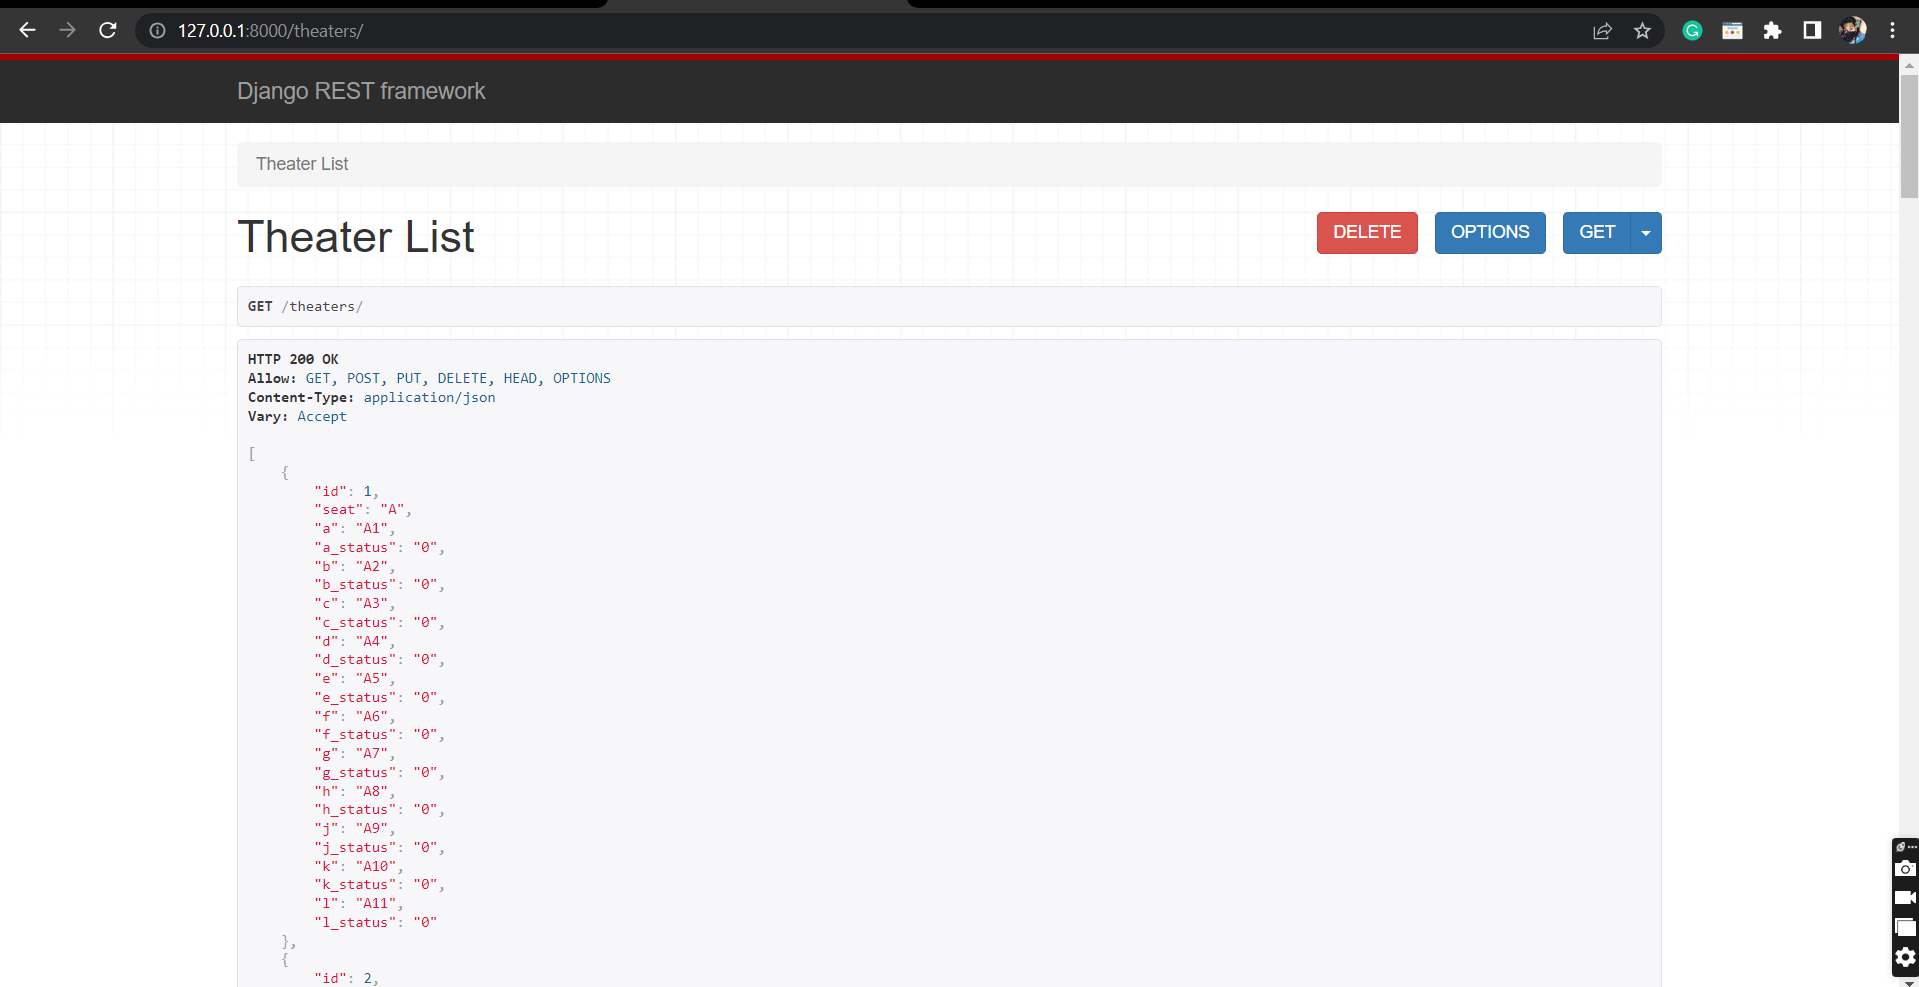 127.0.0.1:8000/theaters/
Django REST framework
Theater List
Theater List
DELETE OPTIONS GET
GET /theaters/
HTTP 200 OK
Allow: GET, POST, PUT, DELETE, HEAD, OPTIONS
Content-Type: application/json
Vary: Accept
[
{
"id": 1,
"seat": "A",
"a": "A1",
"a_status": "0",
"b": "A2",
"b_status": "0",
"c": "A3",
"c_status": "0",
"d": "A4",
"d_status": "0",
"e": "A5",
"e_status": "0",
"f": "A6",
"f_status": "0",
"g": "A7",
"g_status": "0",
"h": "A8",
"h_status": "0",
"j": "A9",
"j_status": "0",
"k": "A10",
"k_status": "0",
"l": "A11",
"l_status": "0"
},
{
"id": 2,